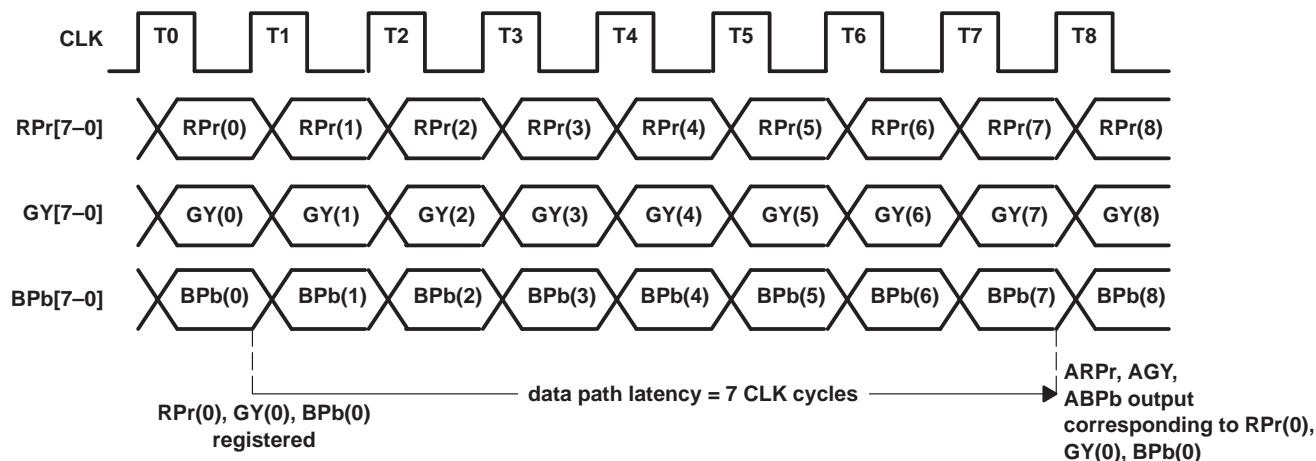 CLK T0 T1 T2 T3 T4 T5 T6 T7 T8
RPr[7–0] RPr(0) RPr(1) RPr(2) RPr(3) RPr(4) RPr(5) RPr(6) RPr(7) RPr(8)
GY[7–0] GY(0) GY(1) GY(2) GY(3) GY(4) GY(5) GY(6) GY(7) GY(8)
BPb[7–0] BPb(0) BPb(1) BPb(2) BPb(3) BPb(4) BPb(5) BPb(6) BPb(7) BPb(8)
RPr(0), GY(0), BPb(0)
registered
data path latency = 7 CLK cycles
ARPr, AGY,
ABPb output
corresponding to RPr(0),
GY(0), BPb(0)